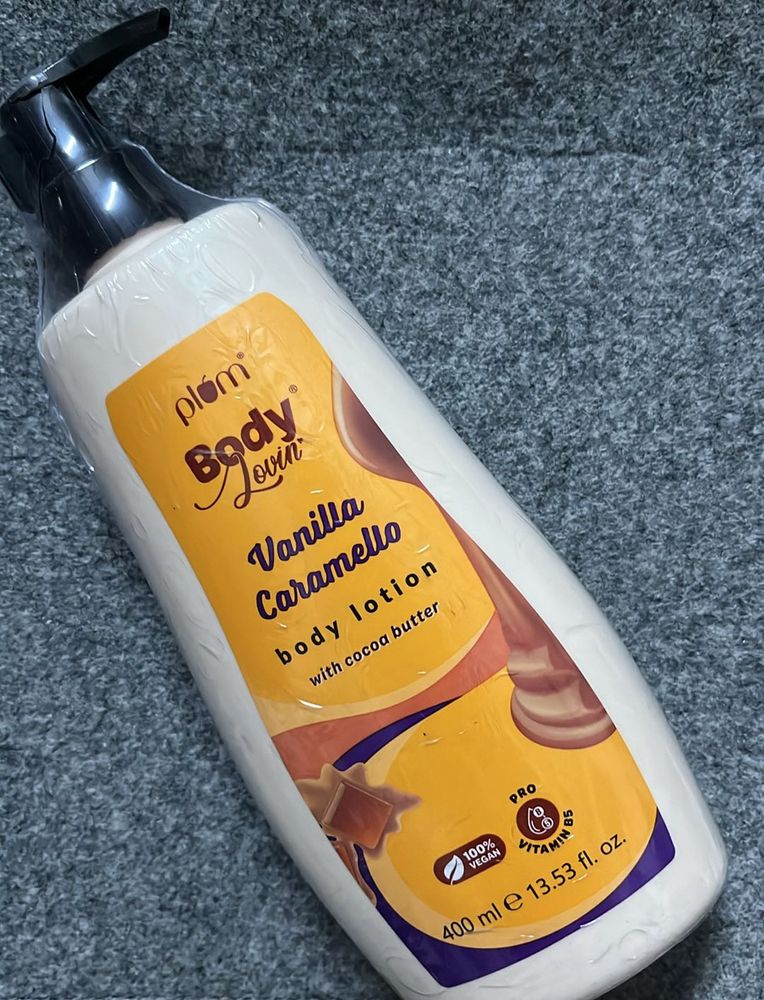 plum®
Body®
Lovin'
Vanilla
Caramello
body lotion
with cocoa butter
PRO
VITAMIN B5
B
5
100%
VEGAN
400 ml e 13.53 fl. oz.